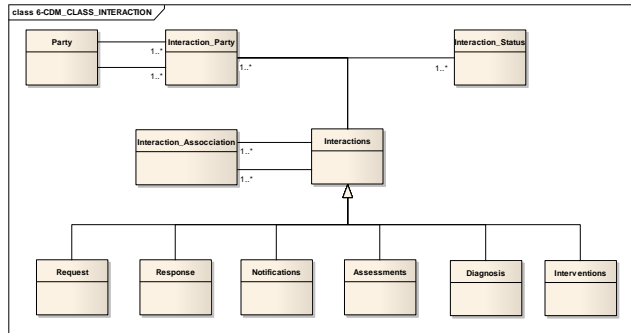 class 6-CDM_CLASS_INTERACTION
Party
Interaction_Party
Interaction_Status
1..*
1..*
1..*
1..*
Interaction_Assocciation
Interactions
1..*
1..*
Request
Response
Notifications
Assessments
Diagnosis
Interventions